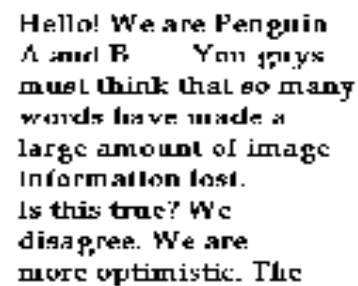 Hello! We are Penguin
A and B You guys
must think that so many
words have made a
large amount of image
information lost.
Is this true? We
disagree. We are
more optimistic. The